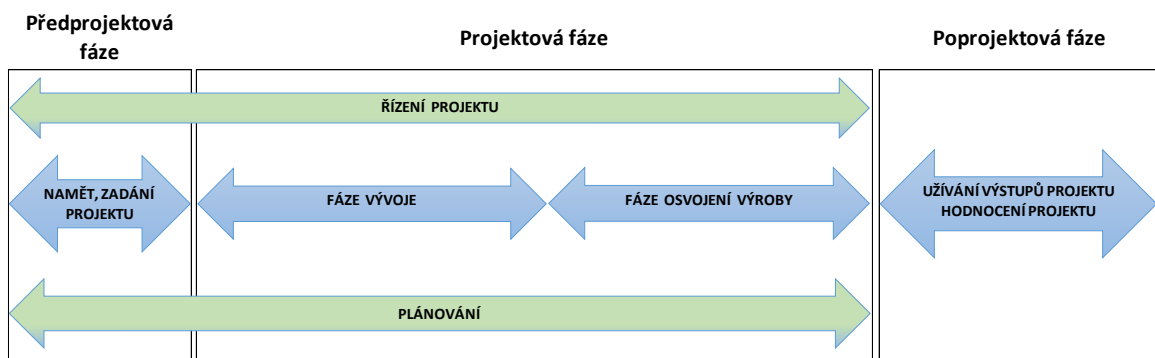 Předprojektová
fáze
Projektová fáze
Poprojektová fáze
ŘÍZENÍ PROJEKTU
NAMĚT, ZADÁNÍ
PROJEKTU
FÁZE VÝVOJE
FÁZE OSVOJENÍ VÝROBY
UŽÍVÁNÍ VÝSTUPŮ PROJEKTU
HODNOCENÍ PROJEKTU
PLÁNOVÁNÍ